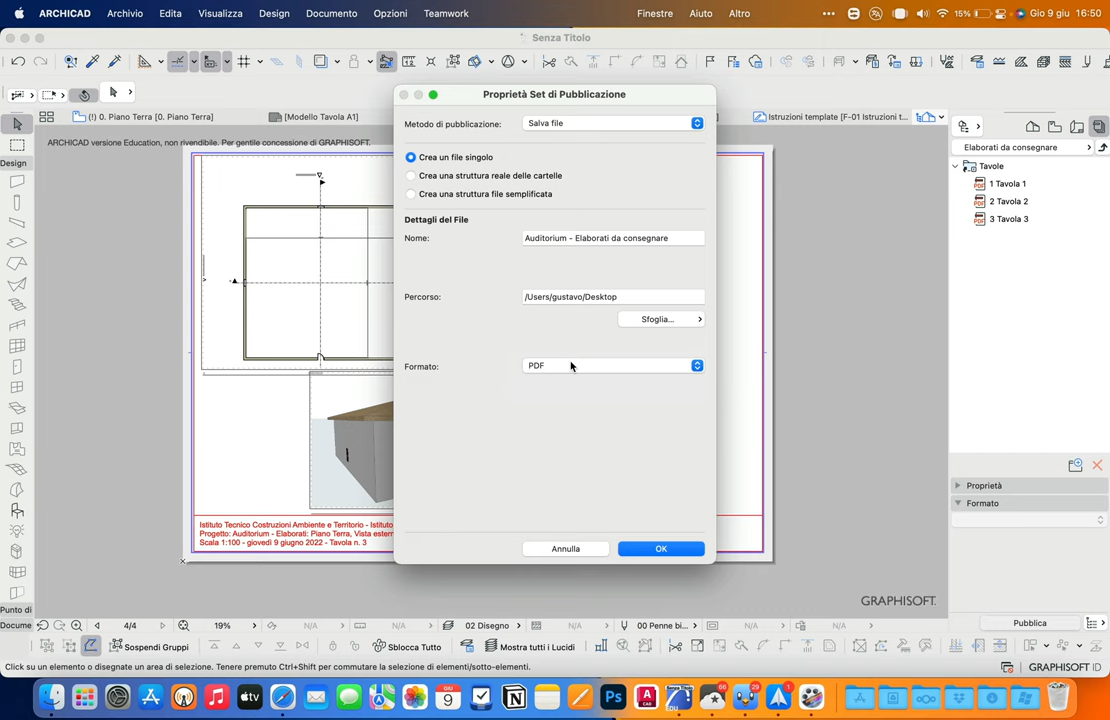 ARCHICAD Archivio Edita Visualizza Design Documento Opzioni Teamwork Finestre Aiuto Altro 15% Gio 9 giu 16:50
Senza Titolo
(!) 0. Piano Terra [0. Piano Terra] [Modello Tavola A1] Istruzioni template [F-01 Istruzioni t...
ARCHICAD versione Education, non rivendibile. Per gentile concessione di GRAPHISOFT.
Proprietà Set di Pubblicazione
Metodo di pubblicazione: Salva file
Crea un file singolo
Crea una struttura reale delle cartelle
Crea una struttura file semplificata
Dettagli del File
Nome: Auditorium - Elaborati da consegnare
Percorso: /Users/gustavo/Desktop
Sfoglia...
Formato: PDF
Annulla OK
Design
Punto di
Docume
Elaborati da consegnare
Tavole
1 Tavola 1
2 Tavola 2
3 Tavola 3
Proprietà
Formato
Pubblica
Istituto Tecnico Costruzioni Ambiente e Territorio - Istituto
Progetto: Auditorium - Elaborati: Piano Terra, Vista estern
Scala 1:100 - giovedì 9 giugno 2022 - Tavola n. 3
GRAPHISOFT.
4/4 19% N/A N/A 02 Disegno N/A 00 Penne bi... N/A N/A
Sospendi Gruppi Sblocca Tutto Mostra tutti i Lucidi
Click su un elemento o disegnate un area di selezione. Tenere premuto Ctrl+Shift per commutare la selezione di elementi/sotto-elementi.
GRAPHISOFT ID